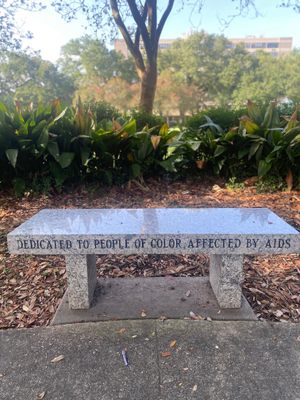 DEDICATED TO PEOPLE OF COLOR, AFFECTED BY AIDS